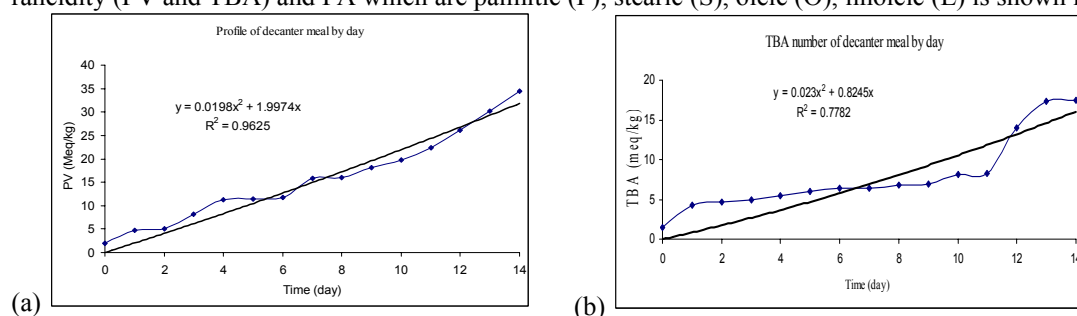 rancidity (PV and TBA) and FA which are palmitic (P), stearic (S), oleic (O), linoleic (L) is shown
Profile of decanter meal by day
40
35
30
25
20
15
10
5
0
PV (Meq/kg)
y = 0.0198x² + 1.9974x
R² = 0.9625
0 2 4 6 8 10 12 14
Time (day)
(a)
TBA number of decanter meal by day
20
15
10
5
0
TBA (meq/kg)
y = 0.023x² + 0.8245x
R² = 0.7782
0 2 4 6 8 10 12 14
Time (day)
(b)